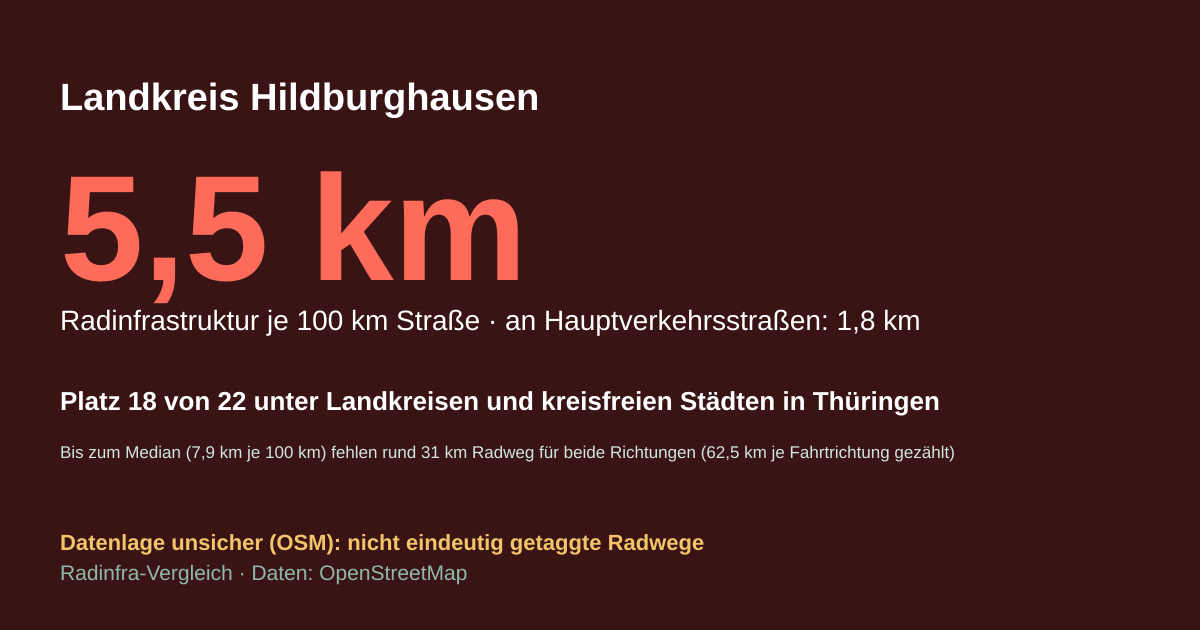 Landkreis Hildburghausen
5,5 km
Radinfrastruktur je 100 km Straße · an Hauptverkehrsstraßen: 1,8 km
Platz 18 von 22 unter Landkreisen und kreisfreien Städten in Thüringen
Bis zum Median (7,9 km je 100 km) fehlen rund 31 km Radweg für beide Richtungen (62,5 km je Fahrtrichtung gezählt)
Datenlage unsicher (OSM): nicht eindeutig getaggte Radwege
Radinfra-Vergleich · Daten: OpenStreetMap